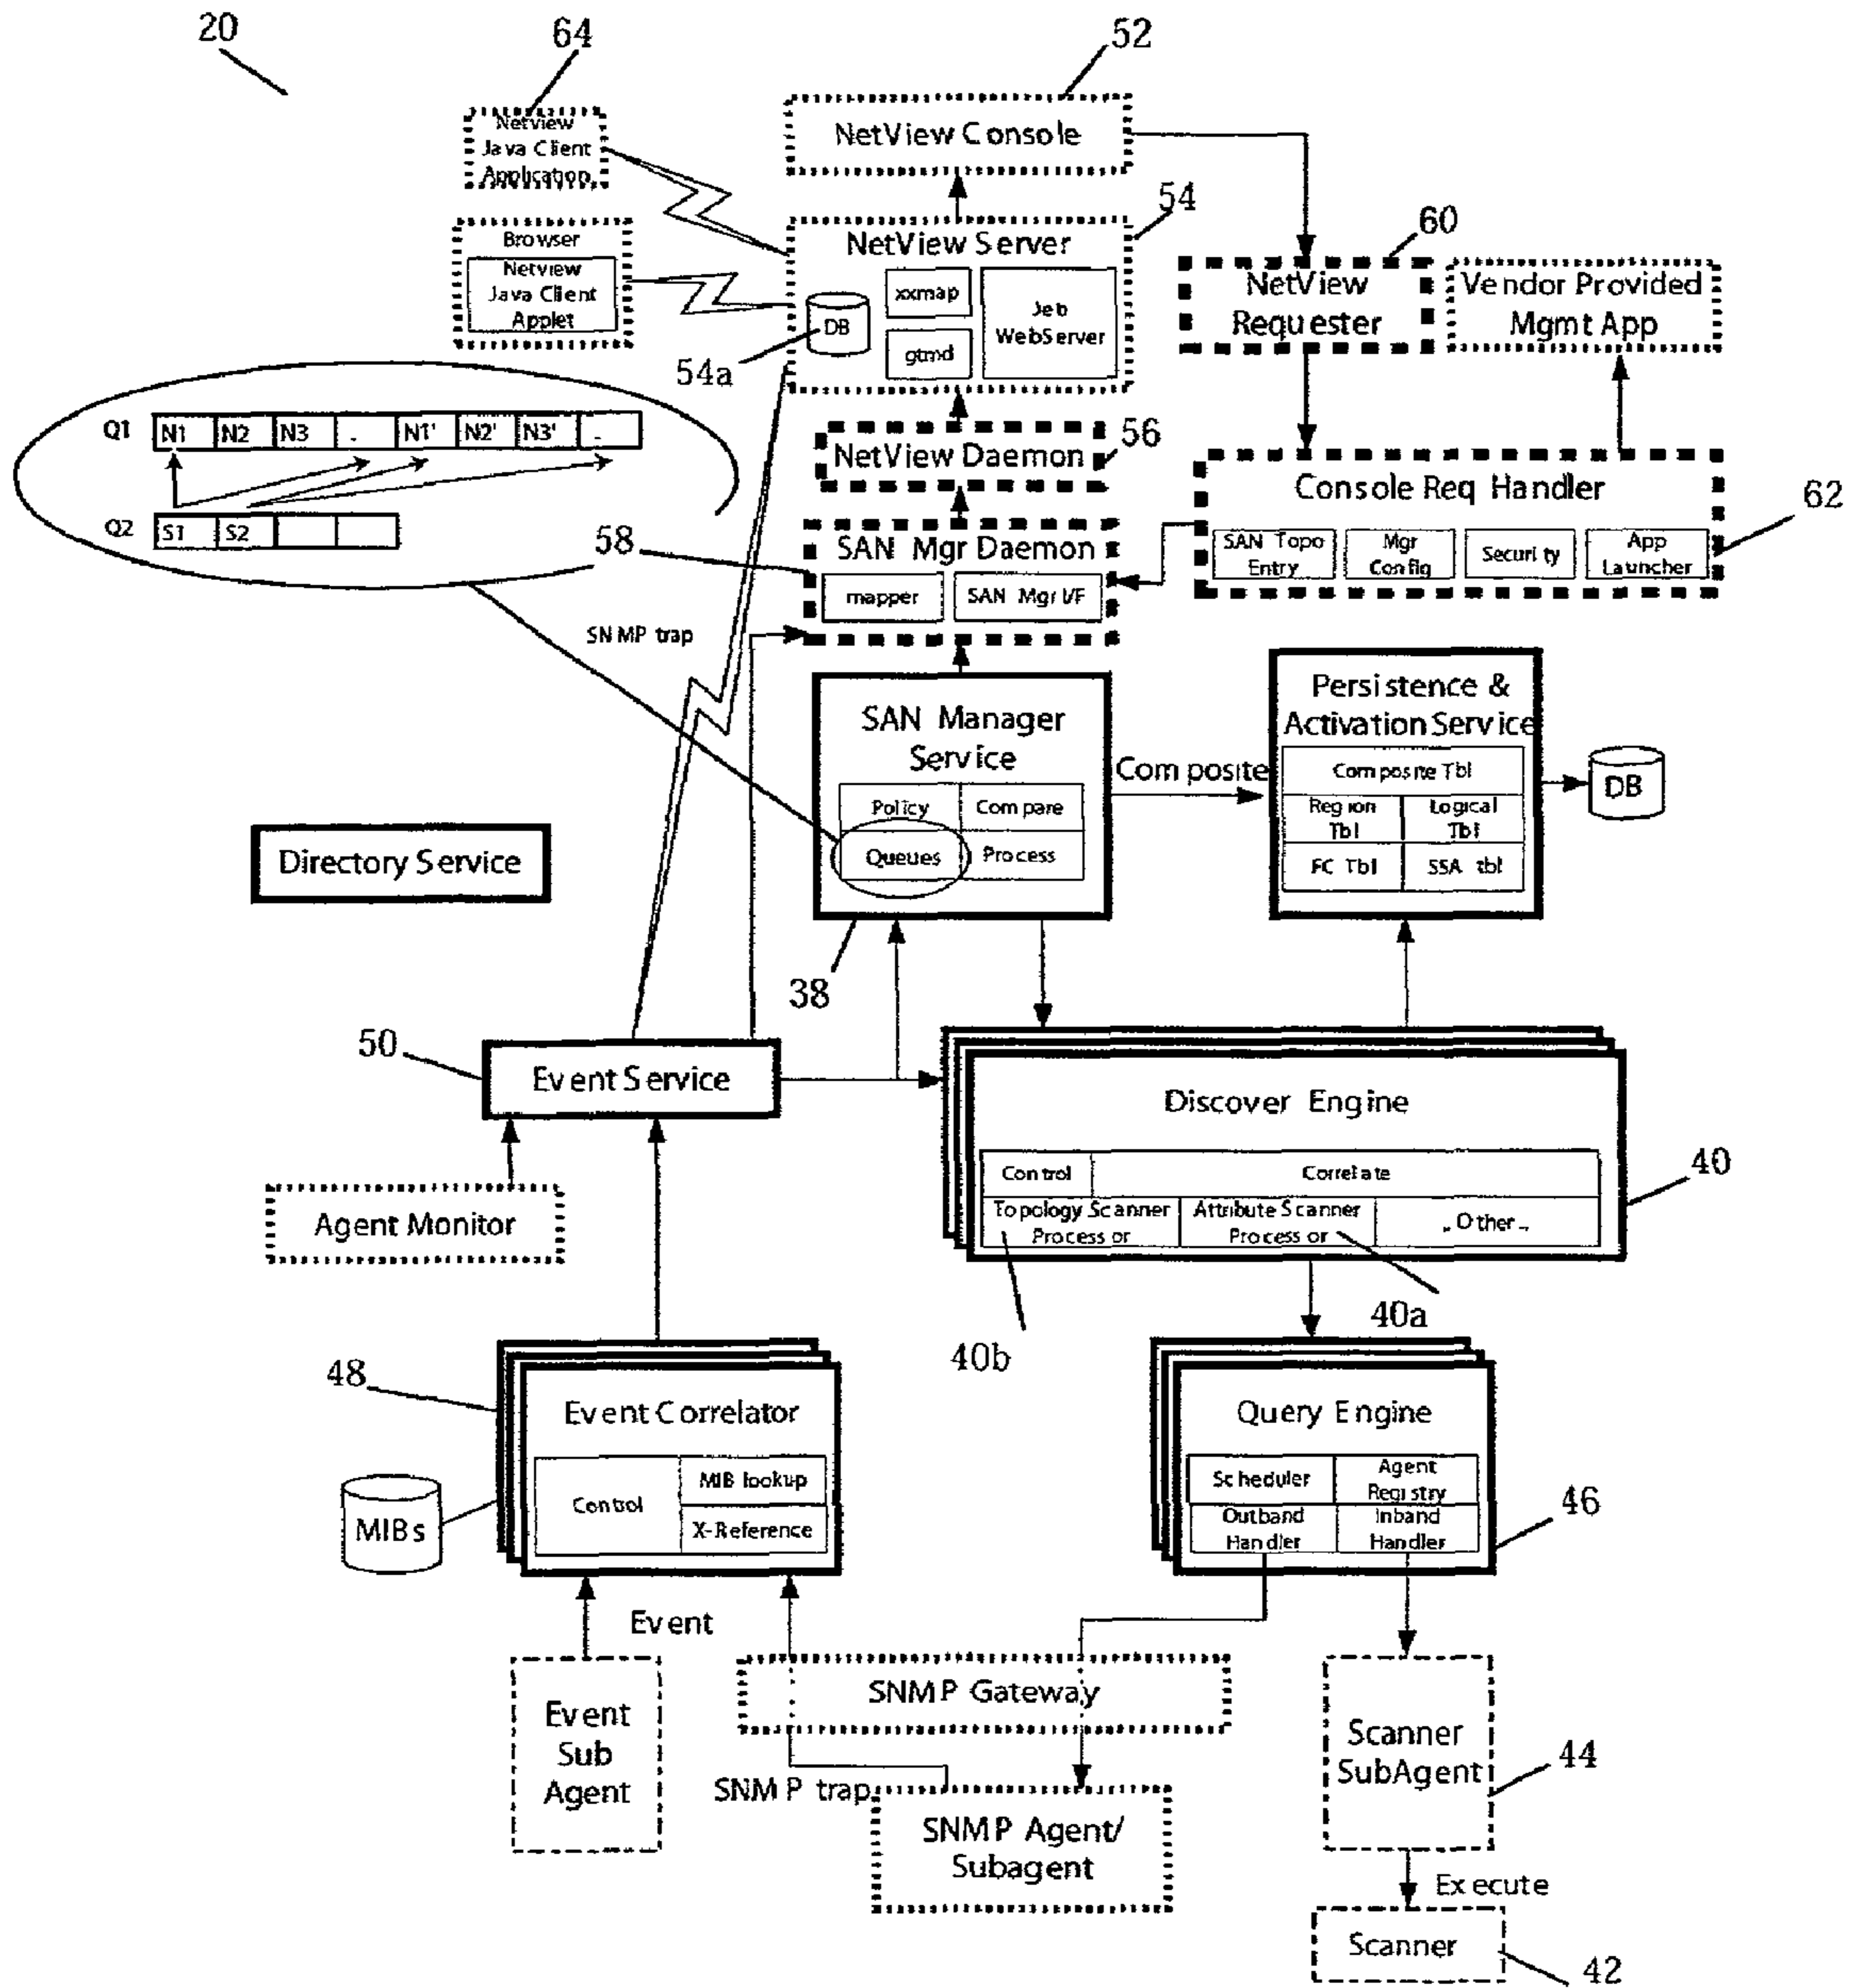 20
64
52
Netview
Java Client
Application
NetView Console
54
Browser
Netview
Java Client
Applet
NetView Server
xxmap
DB
gtmd
Jeb
WebServer
54a
60
NetView
Requester
Vendor Provided
Mgmt App
Q1 N1 N2 N3 N1' N2' N3'
Q2 S1 S2
NetView Daemon
56
Console Req Handler
SAN Topo
Entry
Mgr
Config
Security
App
Launcher
62
58
SAN Mgr Daemon
mapper
SAN Mgr I/F
SNMP trap
SAN Manager
Service
Policy
Compare
Queues
Process
38
Composite
Persistence &
Activation Service
Composite Tbl
Region
Tbl
Logical
Tbl
FC Tbl
SSA tbl
DB
Directory Service
50
Event Service
Agent Monitor
Discover Engine
Control
Correlate
Topology Scanner
Processor
Attribute Scanner
Processor
.. Other ..
40
40a
40b
48
Event Correlator
Control
MIB lookup
X-Reference
MIBs
Query Engine
Scheduler
Agent
Registry
Outband
Handler
Inband
Handler
46
Event
Event
Sub
Agent
SNMP Gateway
SNMP trap
SNMP Agent/
Subagent
Scanner
SubAgent
44
Execute
Scanner
42